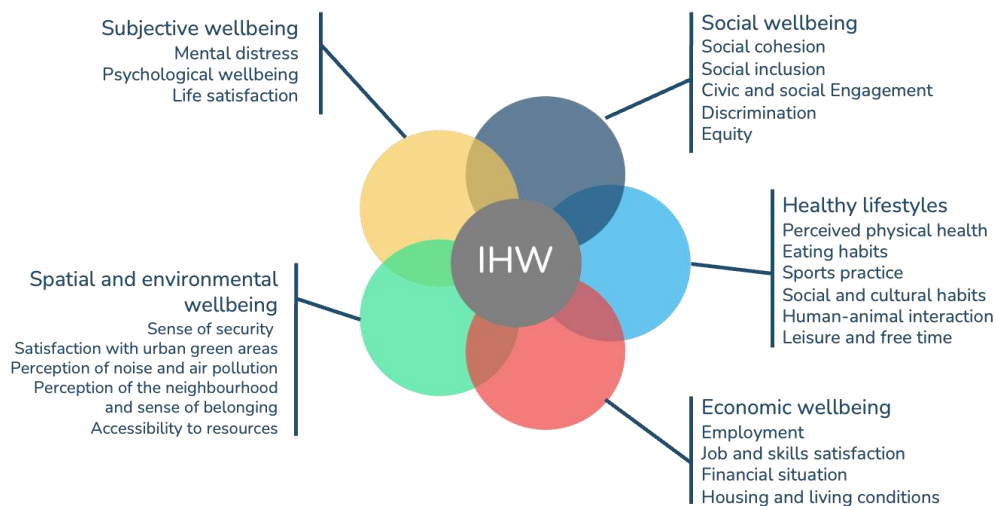 Subjective wellbeing
Mental distress
Psychological wellbeing
Life satisfaction
Social wellbeing
Social cohesion
Social inclusion
Civic and social Engagement
Discrimination
Equity
IHW
Healthy lifestyles
Perceived physical health
Eating habits
Sports practice
Social and cultural habits
Human-animal interaction
Leisure and free time
Spatial and environmental
wellbeing
Sense of security
Satisfaction with urban green areas
Perception of noise and air pollution
Perception of the neighbourhood
and sense of belonging
Accessibility to resources
Economic wellbeing
Employment
Job and skills satisfaction
Financial situation
Housing and living conditions